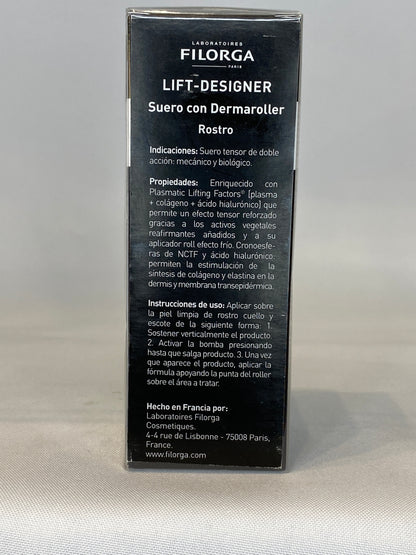 LABORATOIRES
FILORGA
PARIS
LIFT-DESIGNER
Suero con Dermaroller
Rostro
Indicaciones: Suero tensor de doble
acción: mecánico y biológico.
Propiedades: Enriquecido con
Plasmatic Lifting Factors® [plasma
+ colágeno + ácido hialurónico] que
permite un efecto tensor reforzado
gracias a los activos vegetales
reafirmantes añadidos y a su
aplicador roll efecto frío. Cronoesfe-
ras de NCTF y ácido hialurónico:
permiten la estimulación de la
síntesis de colágeno y elastina en la
dermis y membrana transepidérmica.
Instrucciones de uso: Aplicar sobre
la piel limpia de rostro cuello y
escote de la siguiente forma: 1.
Sostener verticalmente el producto
2. Activar la bomba presionando
hasta que salga producto. 3. Una vez
que aparece el producto, aplicar la
fórmula apoyando la punta del roller
sobre el área a tratar.
Hecho en Francia por:
Laboratoires Filorga
Cosmetiques.
4-4 rue de Lisbonne - 75008 Paris,
France.
www.filorga.com